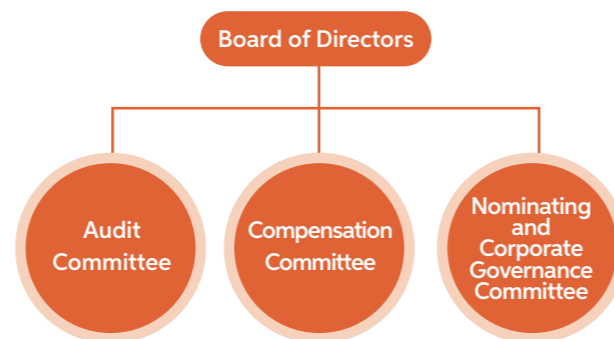 Board of Directors
Audit
Committee
Compensation
Committee
Nominating
and
Corporate
Governance
Committee